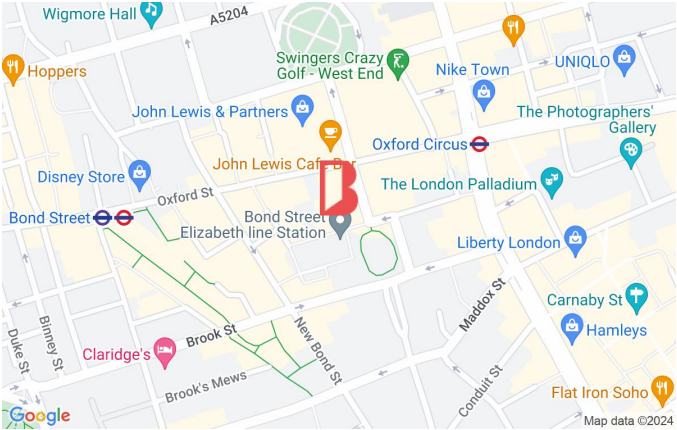 Wigmore Hall
A5204
Hoppers
Swingers Crazy
Golf - West End
Nike Town
UNIQLO
John Lewis & Partners
The Photographers'
Gallery
Oxford Circus
John Lewis Cafe Bar
Disney Store
Oxford St
The London Palladium
Bond Street
Bond Street
Elizabeth line Station
Liberty London
Maddox St
Carnaby St
Hamleys
Brook St
New Bond St
Claridge's
Duke St
Binney St
Brook's Mews
Conduit St
Flat Iron Soho
Google
Map data ©2024